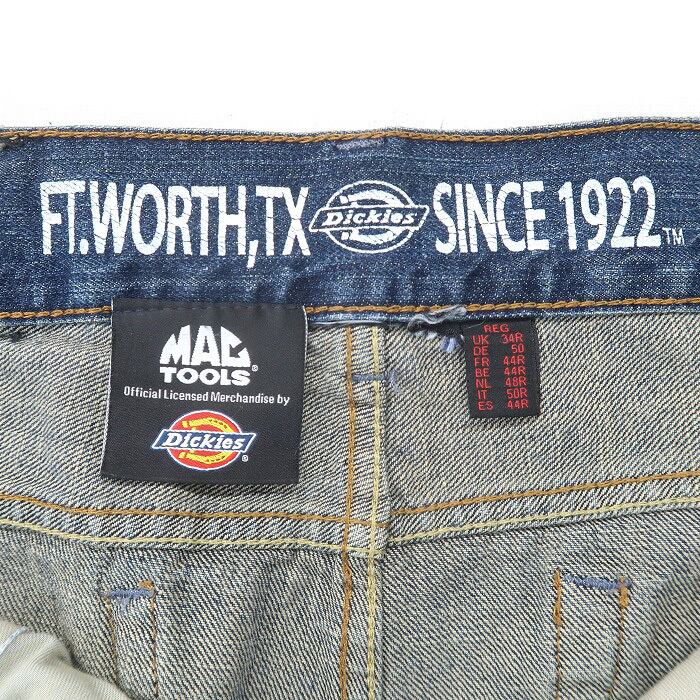 FT.WORTH,TX Dickies SINCE 1922 TM
MAC
TOOLS®
Official Licensed Merchandise by
Dickies®
REG
UK 34R
DE 50
FR 44R
BE 44R
NL 48R
IT 50R
ES 44R